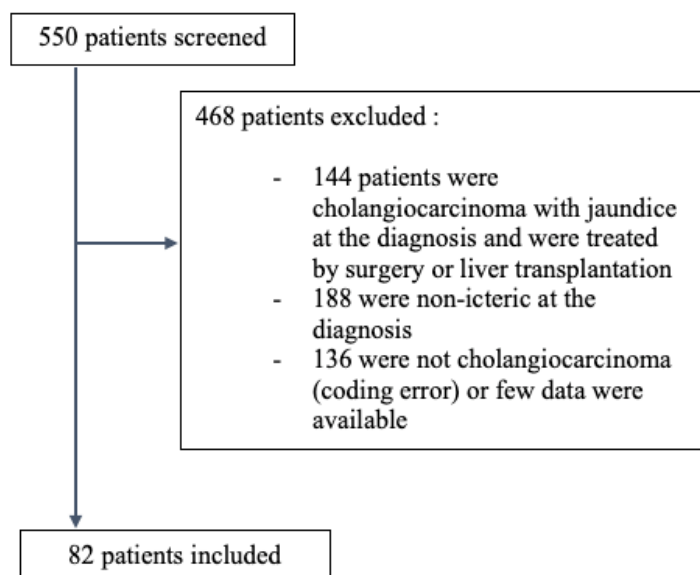 550 patients screened
468 patients excluded :
- 144 patients were
cholangiocarcinoma with jaundice
at the diagnosis and were treated
by surgery or liver transplantation
- 188 were non-icteric at the
diagnosis
- 136 were not cholangiocarcinoma
(coding error) or few data were
available
82 patients included